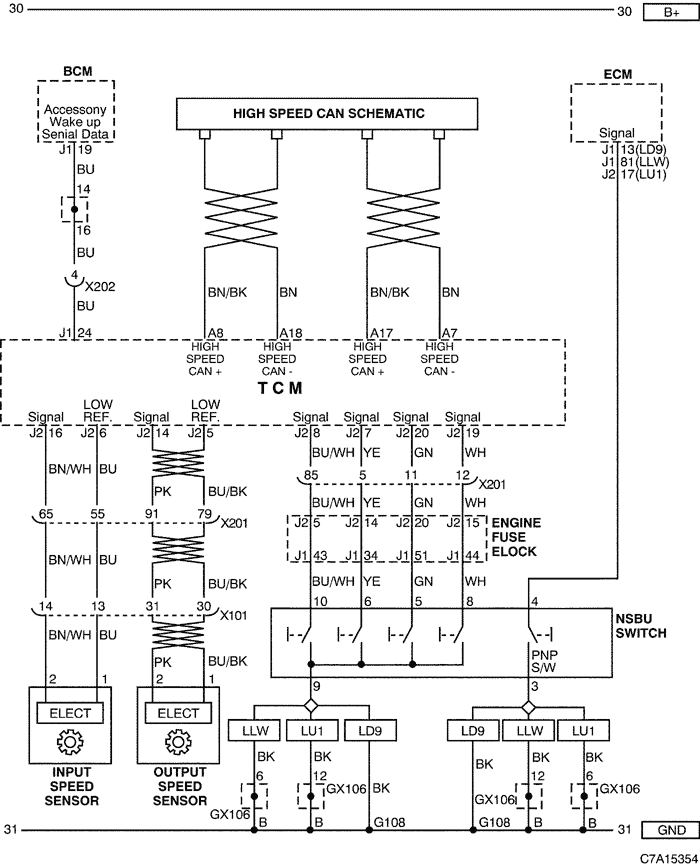 30 30 B+
BCM ECM
Accessony
Wake up
Senial Data
HIGH SPEED CAN SCHEMATIC
Signal
J1 19
J1 13(LD9)
J1 81(LLW)
J2 17(LU1)
BU
14
16
BU
4
X202
BU
BN/BK BN BN/BK BN
J1 24 A8 A18 A17 A7
HIGH SPEED CAN + HIGH SPEED CAN - HIGH SPEED CAN + HIGH SPEED CAN -
TCM
Signal LOW REF. Signal LOW REF. Signal Signal Signal Signal
J2 16 J2 6 J2 14 J2 5 J2 8 J2 7 J2 20 J2 19
BN/WH BU PK BU/BK BU/WH YE GN WH
85 5 11 12 X201
BU/WH YE GN WH
65 55 91 79 X201
J2 5 J2 14 J2 20 J2 15
ENGINE
FUSE
ELOCK
J1 43 J1 34 J1 51 J1 44
BN/WH BU PK BU/BK BU/WH YE GN WH
14 13 31 30 X101
10 6 5 8 4
NSBU
SWITCH
BN/WH BU PK BU/BK
PNP
S/W
2 1 2 1 9 3
ELECT ELECT
LLW LU1 LD9 LD9 LLW LU1
BK BK BK BK BK BK
INPUT
SPEED
SENSOR
OUTPUT
SPEED
SENSOR
6 12 12 6
GX106 GX106 GX106 GX106
B B G108 G108 B B
31 31 GND
C7A15354